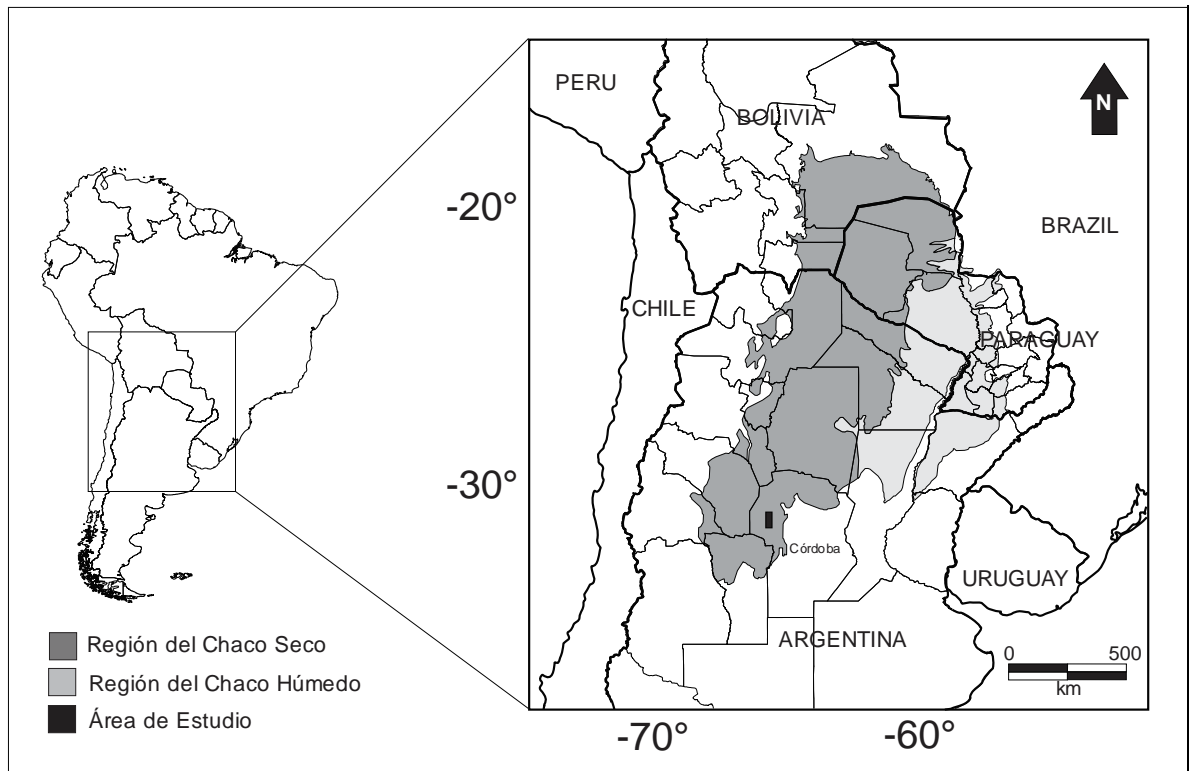 PERU
BOLIVIA
N
-20°
BRAZIL
CHILE
PARAGUAY
-30°
Córdoba
URUGUAY
ARGENTINA
0 500
km
-70° -60°
Región del Chaco Seco
Región del Chaco Húmedo
Área de Estudio